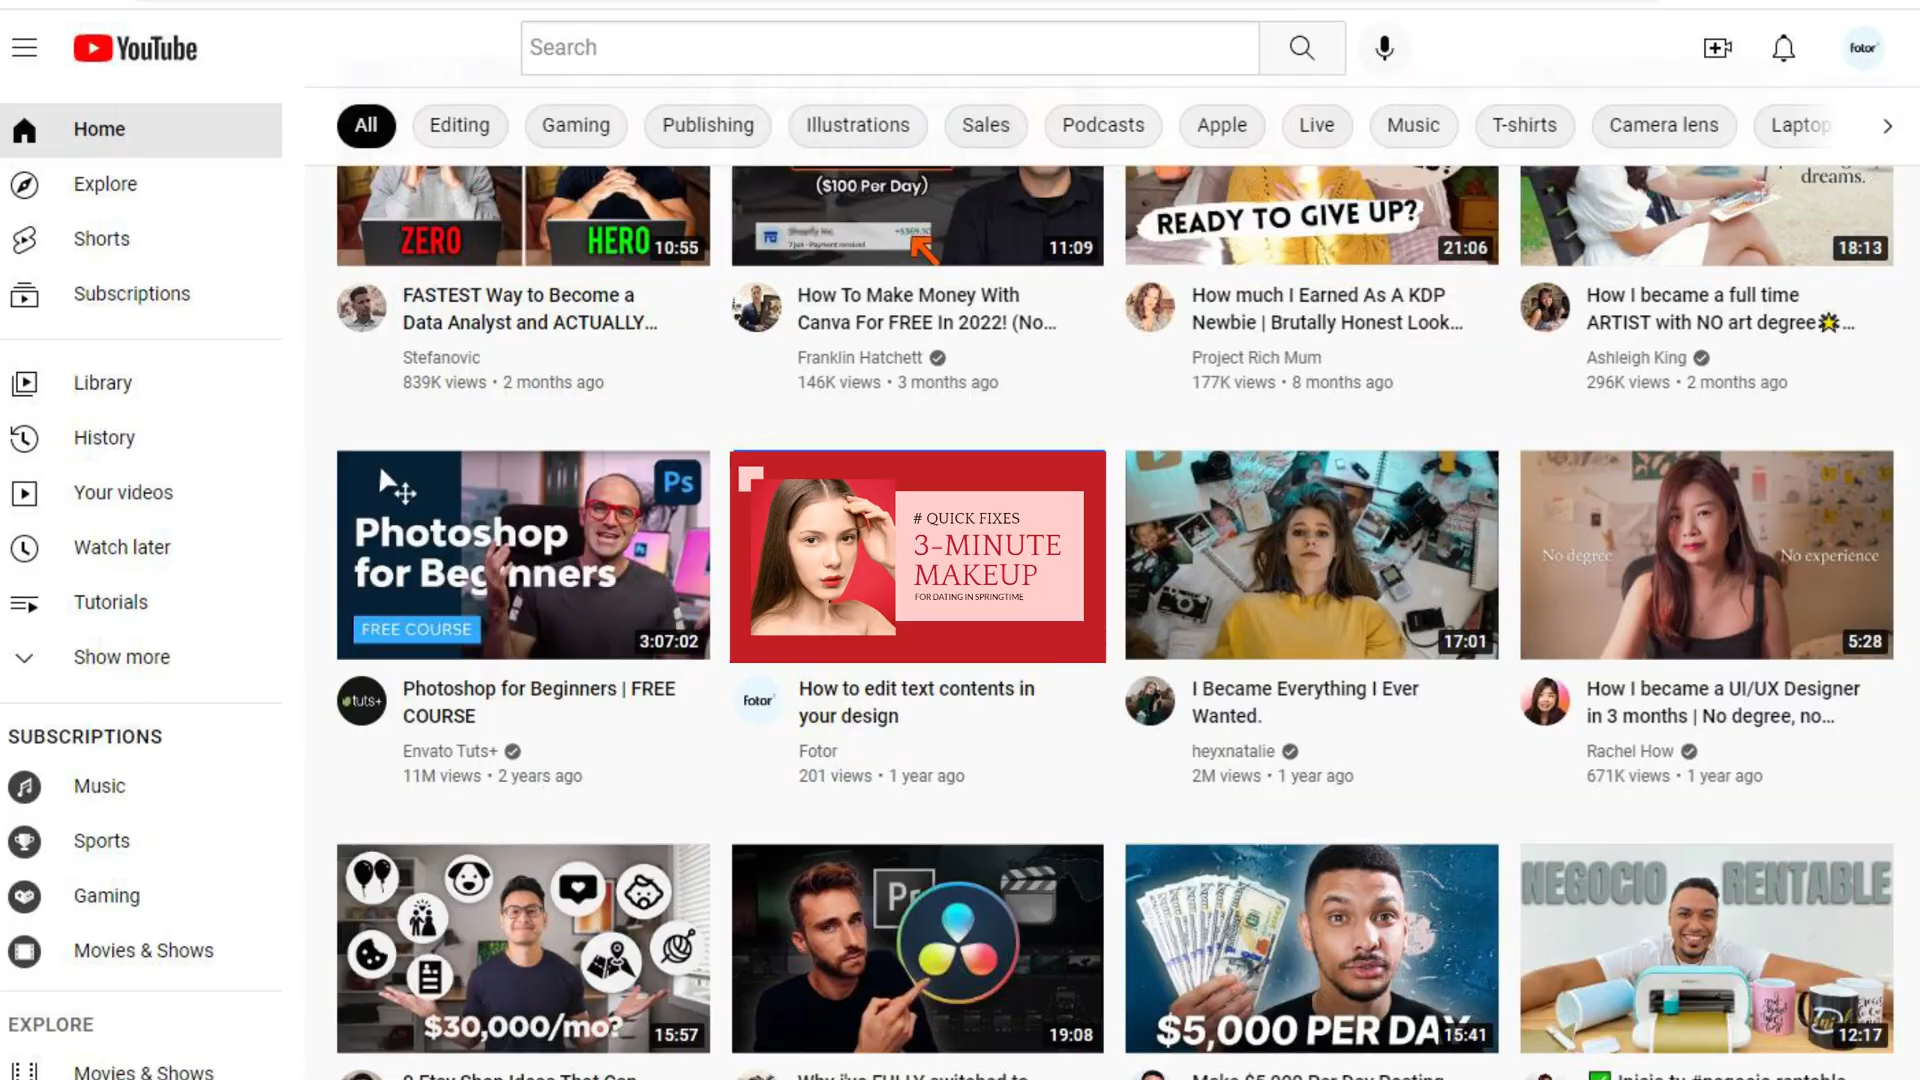 YouTube
Search
fotor
Home
Explore
Shorts
Subscriptions
Library
History
Your videos
Watch later
Tutorials
Show more
SUBSCRIPTIONS
Music
Sports
Gaming
Movies & Shows
EXPLORE
Movies & Shows
All
Editing
Gaming
Publishing
Illustrations
Sales
Podcasts
Apple
Live
Music
T-shirts
Camera lens
Laptop
ZERO
HERO
10:55
FASTEST Way to Become a
Data Analyst and ACTUALLY...
Stefanovic
839K views • 2 months ago
($100 Per Day)
11:09
How To Make Money With
Canva For FREE In 2022! (No...
Franklin Hatchett
146K views • 3 months ago
READY TO GIVE UP?
21:06
How much I Earned As A KDP
Newbie | Brutally Honest Look...
Project Rich Mum
177K views • 8 months ago
dreams.
18:13
How I became a full time
ARTIST with NO art degree🌟...
Ashleigh King
296K views • 2 months ago
Ps
Photoshop
for Beginners
FREE COURSE
3:07:02
tuts+
Photoshop for Beginners | FREE
COURSE
Envato Tuts+
11M views • 2 years ago
# QUICK FIXES
3-MINUTE
MAKEUP
FOR DATING IN SPRINGTIME
fotor
How to edit text contents in
your design
Fotor
201 views • 1 year ago
17:01
I Became Everything I Ever
Wanted.
heyxnatalie
2M views • 1 year ago
No degree
No experience
5:28
How I became a UI/UX Designer
in 3 months | No degree, no...
Rachel How
671K views • 1 year ago
$30,000/mo?
15:57
Pr
19:08
$5,000 PER DAY
15:41
NEGOCIO RENTABLE
12:17